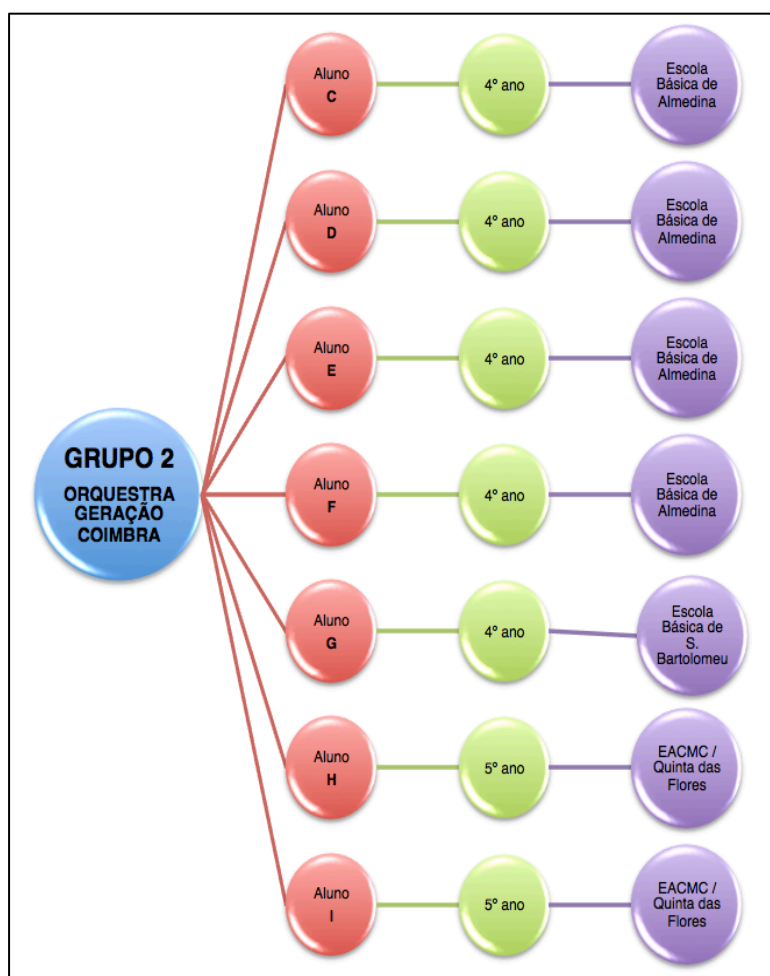 Aluno
C
4º ano
Escola
Básica de
Almedina
Aluno
D
4º ano
Escola
Básica de
Almedina
Aluno
E
4º ano
Escola
Básica de
Almedina
GRUPO 2
ORQUESTRA
GERAÇÃO
COIMBRA
Aluno
F
4º ano
Escola
Básica de
Almedina
Aluno
G
4º ano
Escola
Básica de
S.
Bartolomeu
Aluno
H
5º ano
EACMC /
Quinta das
Flores
Aluno
I
5º ano
EACMC /
Quinta das
Flores